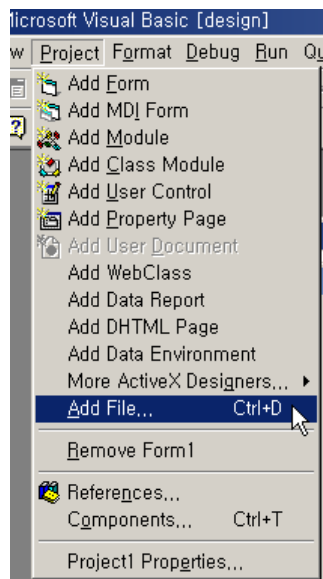 Microsoft Visual Basic [design]
Project Format Debug Run
Add Form
Add MDI Form
Add Module
Add Class Module
Add User Control
Add Property Page
Add User Document
Add WebClass
Add Data Report
Add DHTML Page
Add Data Environment
More ActiveX Designers...
Add File... Ctrl+D
Remove Form1
References...
Components... Ctrl+T
Project1 Properties...